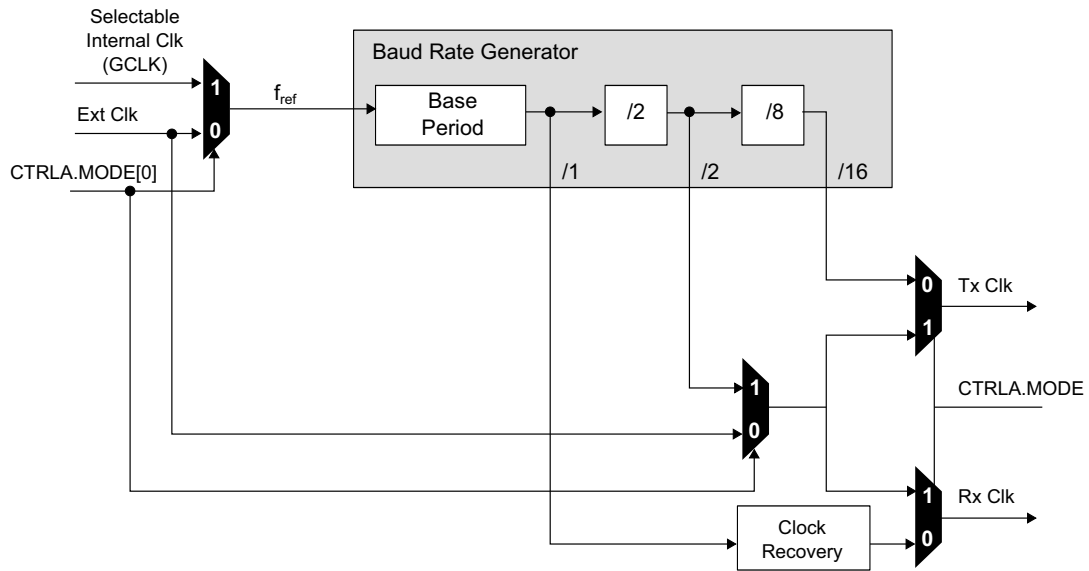 Selectable
Internal Clk
(GCLK)
Ext Clk
CTRLA.MODE[0]
1
0
fref
Baud Rate Generator
Base
Period
/2
/8
/1
/2
/16
0
1
Tx Clk
1
0
CTRLA.MODE
1
0
Rx Clk
Clock
Recovery